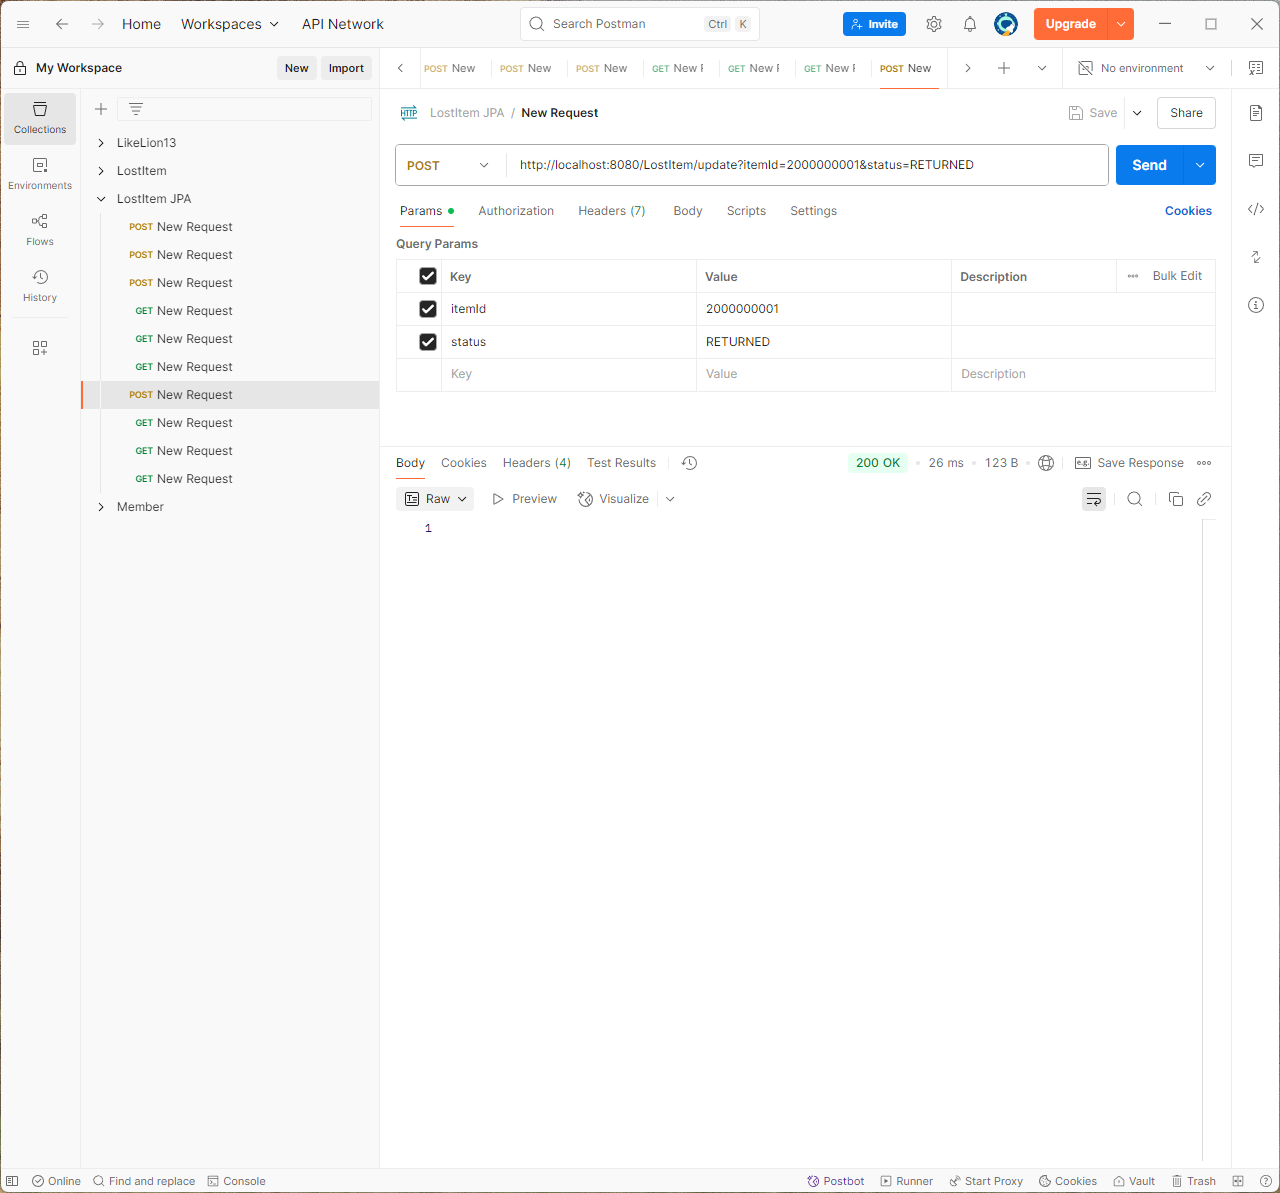 Home Workspaces API Network Search Postman Ctrl K Invite Upgrade
My Workspace New Import POST New POST New POST New GET New GET New GET New POST New No environment
Collections
Environments
Flows
History
LikeLion13
LostItem
LostItem JPA
POST New Request
POST New Request
POST New Request
GET New Request
GET New Request
GET New Request
POST New Request
GET New Request
GET New Request
GET New Request
Member
HTTP LostItem JPA / New Request Save Share
POST http://localhost:8080/LostItem/update?itemId=2000000001&status=RETURNED Send
Params Authorization Headers (7) Body Scripts Settings Cookies
Query Params
Key Value Description Bulk Edit
itemId 2000000001
status RETURNED
Key Value Description
Body Cookies Headers (4) Test Results 200 OK 26 ms 123 B e.g. Save Response
Raw Preview Visualize
1
Online Find and replace Console Postbot Runner Start Proxy Cookies Vault Trash